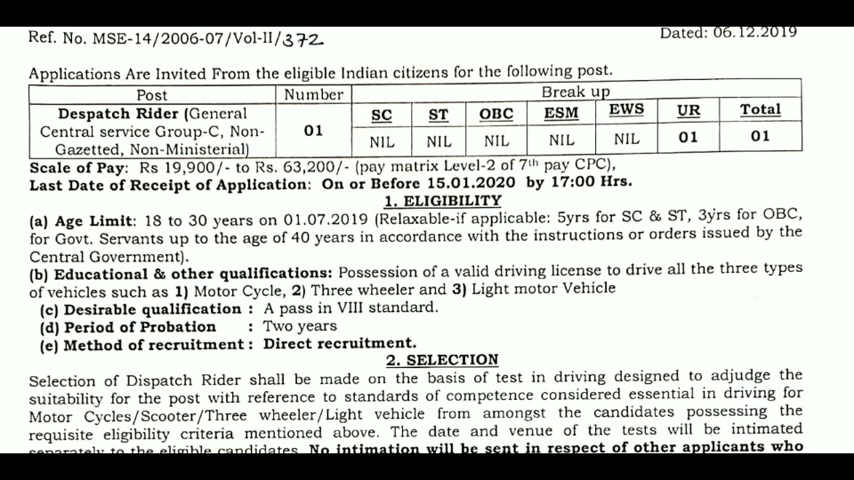 Ref. No. MSE-14/2006-07/Vol-II/372
Dated: 06.12.2019
Applications Are Invited From the eligible Indian citizens for the following post.
Post Number Break up
SC ST OBC ESM EWS UR Total
Despatch Rider (General Central service Group-C, Non-Gazetted, Non-Ministerial) 01 NIL NIL NIL NIL NIL 01 01
Scale of Pay: Rs 19,900/- to Rs. 63,200/- (pay matrix Level-2 of 7th pay CPC),
Last Date of Receipt of Application: On or Before 15.01.2020 by 17:00 Hrs.
1. ELIGIBILITY
(a) Age Limit: 18 to 30 years on 01.07.2019 (Relaxable-if applicable: 5yrs for SC & ST, 3yrs for OBC,
for Govt. Servants up to the age of 40 years in accordance with the instructions or orders issued by the
Central Government).
(b) Educational & other qualifications: Possession of a valid driving license to drive all the three types
of vehicles such as 1) Motor Cycle, 2) Three wheeler and 3) Light motor Vehicle
(c) Desirable qualification : A pass in VIII standard.
(d) Period of Probation : Two years
(e) Method of recruitment : Direct recruitment.
2. SELECTION
Selection of Dispatch Rider shall be made on the basis of test in driving designed to adjudge the
suitability for the post with reference to standards of competence considered essential in driving for
Motor Cycles/Scooter/Three wheeler/Light vehicle from amongst the candidates possessing the
requisite eligibility criteria mentioned above. The date and venue of the tests will be intimated
separately to the eligible candidates. No intimation will be sent in respect of other applicants who